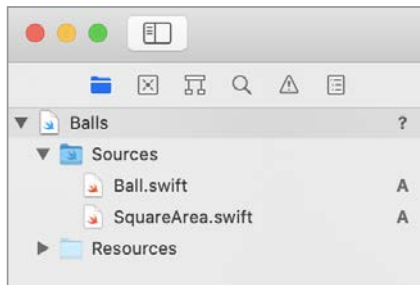 Balls ?
Sources
Ball.swift A
SquareArea.swift A
Resources